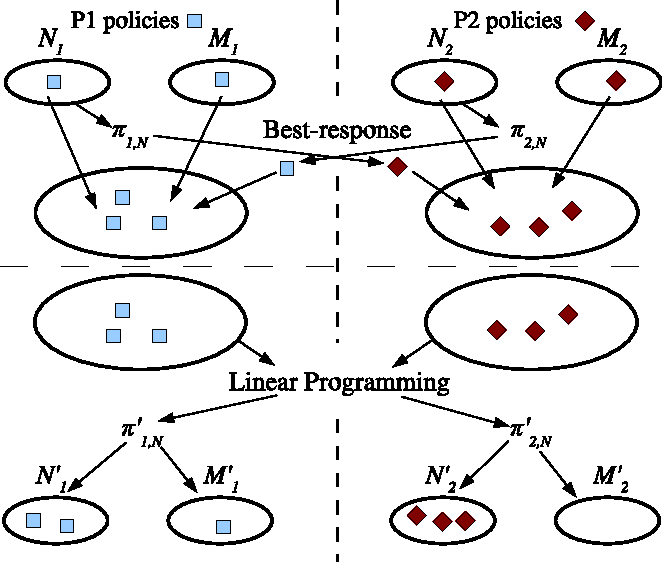 P1 policies
P2 policies
N1 M1 N2 M2
π1,N Best-response π2,N
Linear Programming
π'1,N π'2,N
N'1 M'1 N'2 M'2